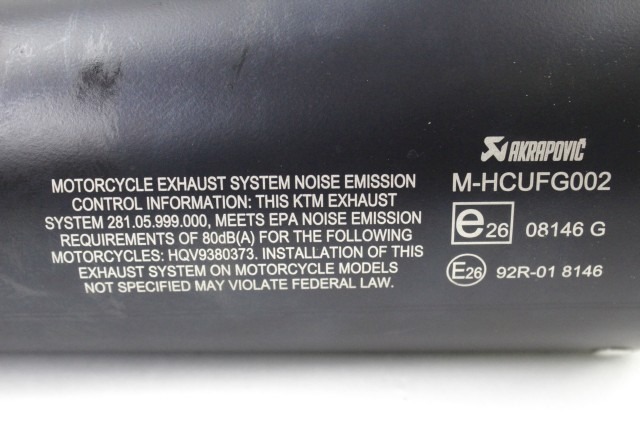 MOTORCYCLE EXHAUST SYSTEM NOISE EMISSION
CONTROL INFORMATION: THIS KTM EXHAUST
SYSTEM 281.05.999.000, MEETS EPA NOISE EMISSION
REQUIREMENTS OF 80dB(A) FOR THE FOLLOWING
MOTORCYCLES: HQV9380373. INSTALLATION OF THIS
EXHAUST SYSTEM ON MOTORCYCLE MODELS
NOT SPECIFIED MAY VIOLATE FEDERAL LAW.
AKRAPOVIČ
M-HCUFG002
e26 08146 G
E26 92R-01 8146